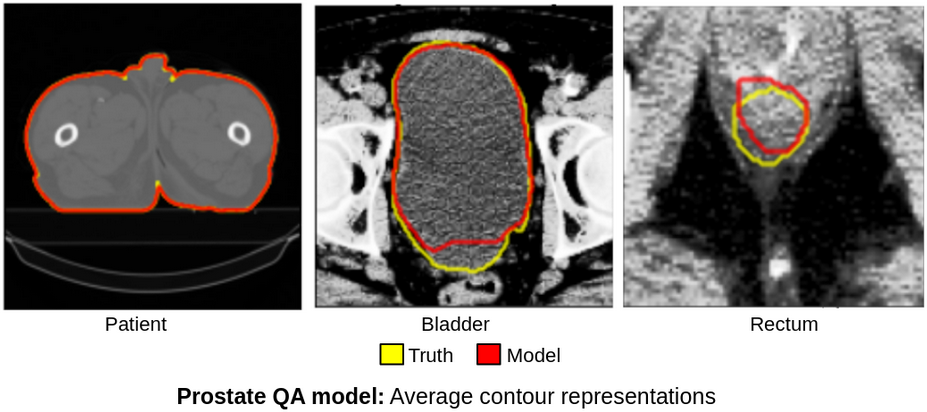 Patient
Bladder
Rectum
Truth
Model
Prostate QA model: Average contour representations